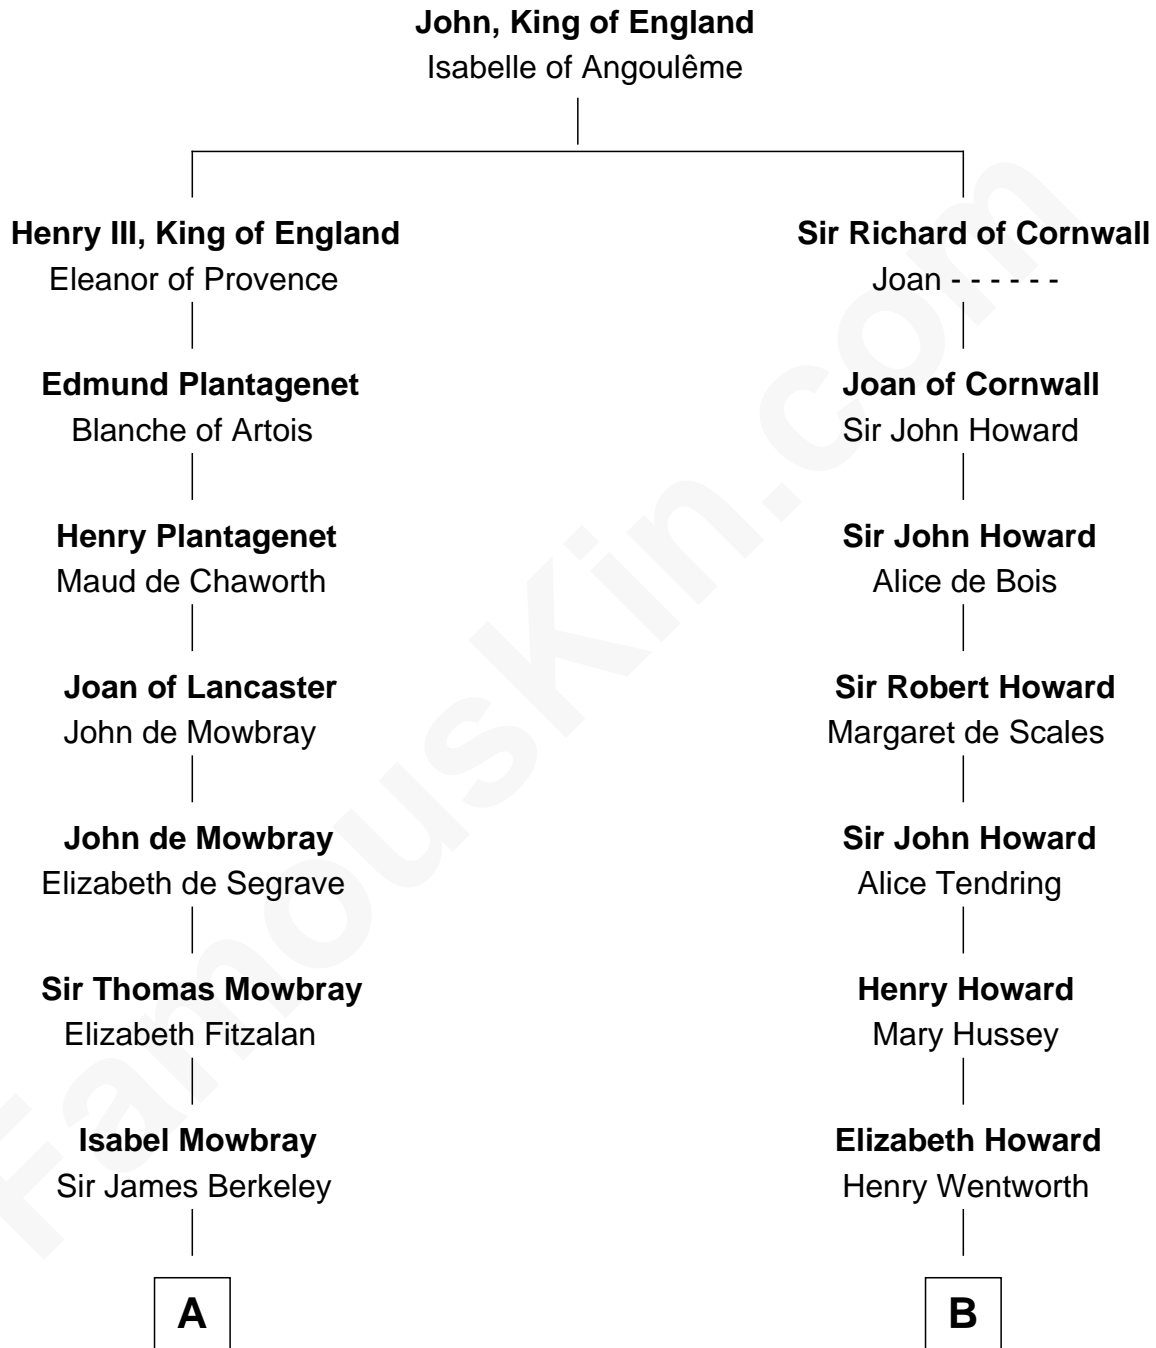 John, King of England
Isabelle of Angoulême
Henry III, King of England
Eleanor of Provence
Sir Richard of Cornwall
Joan - - - - - -
Edmund Plantagenet
Blanche of Artois
Joan of Cornwall
Sir John Howard
Henry Plantagenet
Maud de Chaworth
Sir John Howard
Alice de Bois
Joan of Lancaster
John de Mowbray
Sir Robert Howard
Margaret de Scales
John de Mowbray
Elizabeth de Segrave
Sir John Howard
Alice Tendring
Sir Thomas Mowbray
Elizabeth Fitzalan
Henry Howard
Mary Hussey
Isabel Mowbray
Sir James Berkeley
Elizabeth Howard
Henry Wentworth
A
B
FamousKin.com